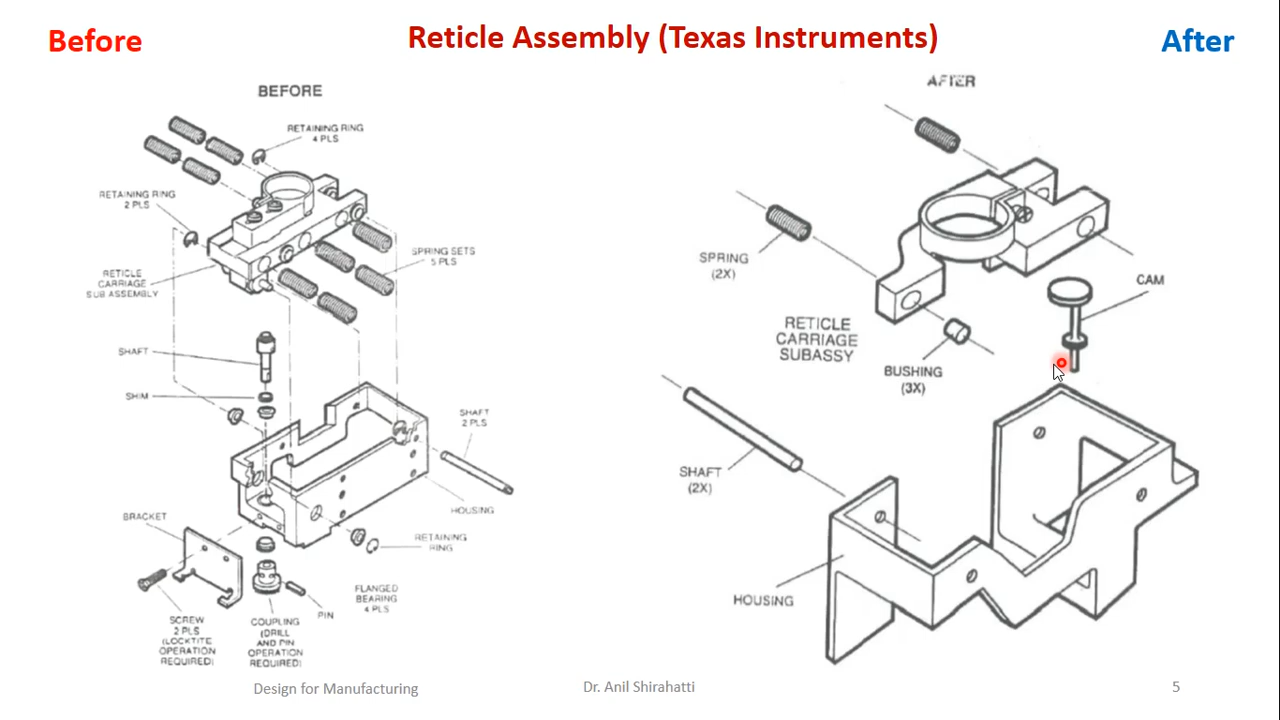 Before
Reticle Assembly (Texas Instruments)
After
BEFORE
RETAINING RING
4 PLS
RETAINING RING
2 PLS
SPRING SETS
5 PLS
RETICLE
CARRIAGE
SUB ASSEMBLY
SHAFT
SHIM
SHAFT
2 PLS
HOUSING
BRACKET
RETAINING
RING
FLANGED
BEARING
4 PLS
PIN
SCREW
2 PLS
(LOCKTITE
OPERATION
REQUIRED)
COUPLING
(DRILL
AND PIN
OPERATION
REQUIRED)
AFTER
SPRING
(2X)
CAM
RETICLE
CARRIAGE
SUBASSY
BUSHING
(3X)
SHAFT
(2X)
HOUSING
Design for Manufacturing
Dr. Anil Shirahatti
5